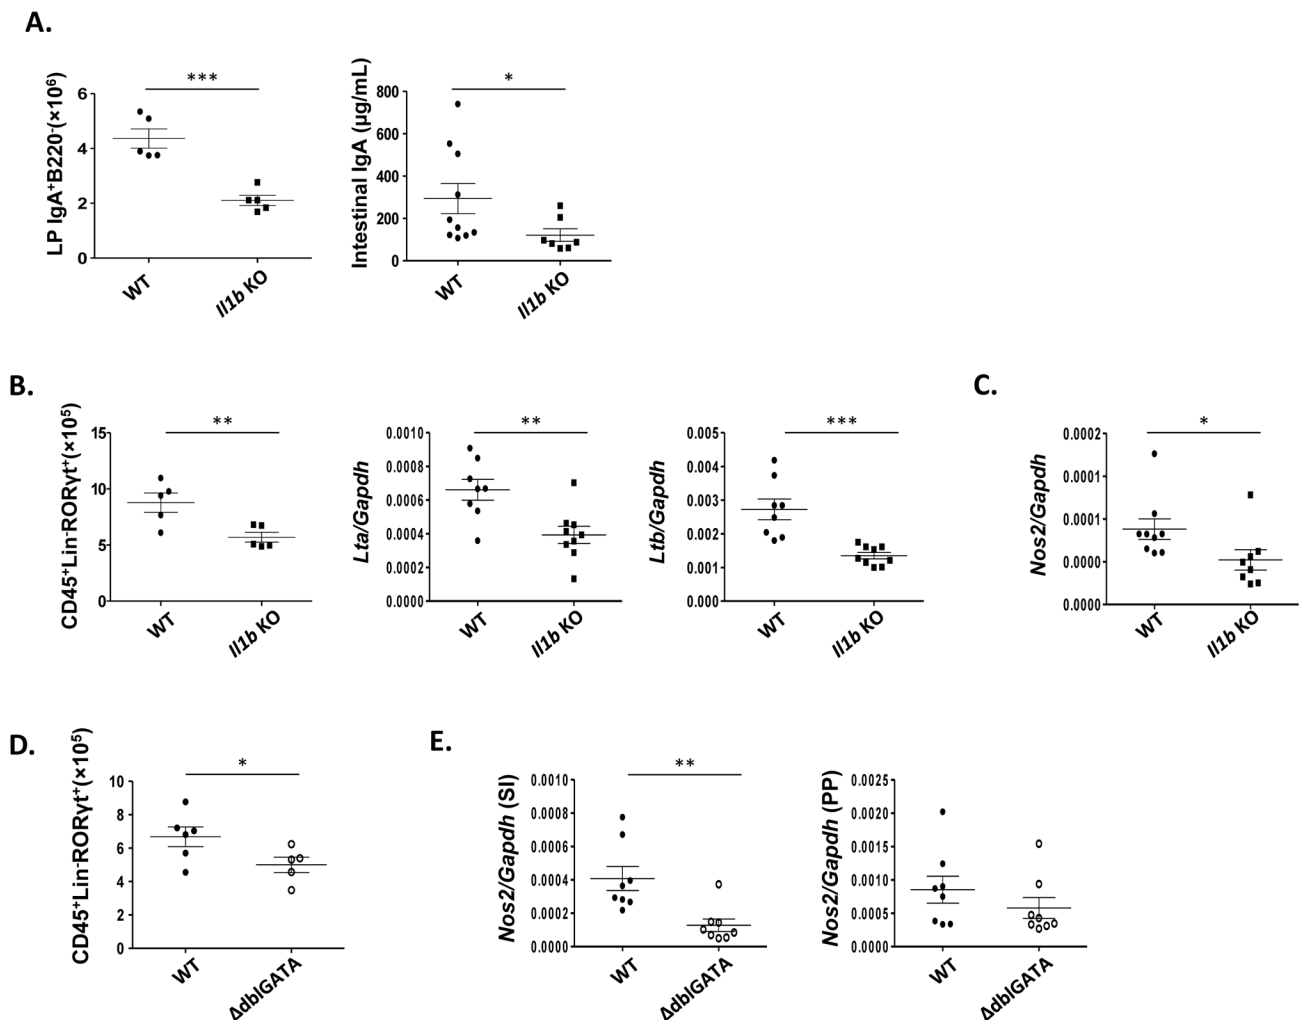 A.
LP IgA⁺B220⁻(×10⁶)
***
6
4
2
0
WT
Il1b KO
Intestinal IgA (µg/mL)
*
800
600
400
200
0
WT
Il1b KO
B.
CD45⁺Lin⁻RORγt⁺(×10⁵)
**
15
10
5
0
WT
Il1b KO
Lta/Gapdh
**
0.0010
0.0008
0.0006
0.0004
0.0002
0.0000
WT
Il1b KO
Ltb/Gapdh
***
0.005
0.004
0.003
0.002
0.001
0.000
WT
Il1b KO
C.
Nos2/Gapdh
*
0.0002
0.0001
0.0001
0.0000
0.0000
WT
Il1b KO
D.
CD45⁺Lin⁻RORγt⁺(×10⁵)
*
10
8
6
4
2
0
WT
ΔdblGATA
E.
Nos2/Gapdh (SI)
**
0.0010
0.0008
0.0006
0.0004
0.0002
0.0000
WT
ΔdblGATA
Nos2/Gapdh (PP)
0.0025
0.0020
0.0015
0.0010
0.0005
0.0000
WT
ΔdblGATA